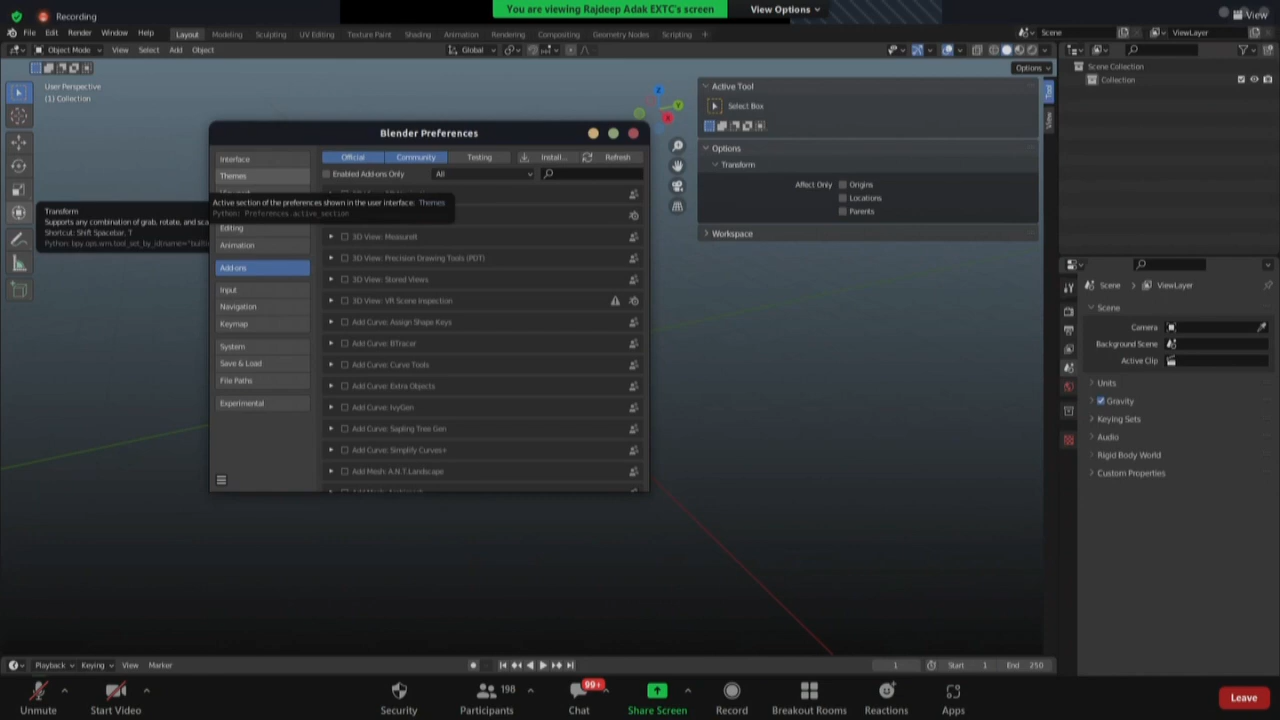 Recording
You are viewing Rajdeep Adak EXTC's screen
View Options
View
File Edit Render Window Help
Layout Modeling Sculpting UV Editing Texture Paint Shading Animation Rendering Compositing Geometry Nodes Scripting +
Scene
ViewLayer
Object Mode View Select Add Object
Global
Options
User Perspective
(1) Collection
Z
Y
X
Scene Collection
Collection
Active Tool
Select Box
Options
Transform
Affect Only Origins
Locations
Parents
Workspace
Tool
View
Blender Preferences
Interface
Themes
Editing
Animation
Add-ons
Input
Navigation
Keymap
System
Save & Load
File Paths
Experimental
Official Community Testing Install... Refresh
Enabled Add-ons Only All
Active section of the preferences shown in the user interface: Themes
Python: Preferences.active_section
3D View: MeasureIt
3D View: Precision Drawing Tools (PDT)
3D View: Stored Views
3D View: VR Scene Inspection
Add Curve: Assign Shape Keys
Add Curve: BTracer
Add Curve: Curve Tools
Add Curve: Extra Objects
Add Curve: IvyGen
Add Curve: Sapling Tree Gen
Add Curve: Simplify Curves+
Add Mesh: A.N.T.Landscape
Transform
Supports any combination of grab, rotate, and sca
Shortcut: Shift Spacebar, T
Scene ViewLayer
Scene
Camera
Background Scene
Active Clip
Units
Gravity
Keying Sets
Audio
Rigid Body World
Custom Properties
Playback Keying View Marker
1 Start 1 End 250
198
99+
Unmute
Start Video
Security
Participants
Chat
Share Screen
Record
Breakout Rooms
Reactions
Apps
Leave